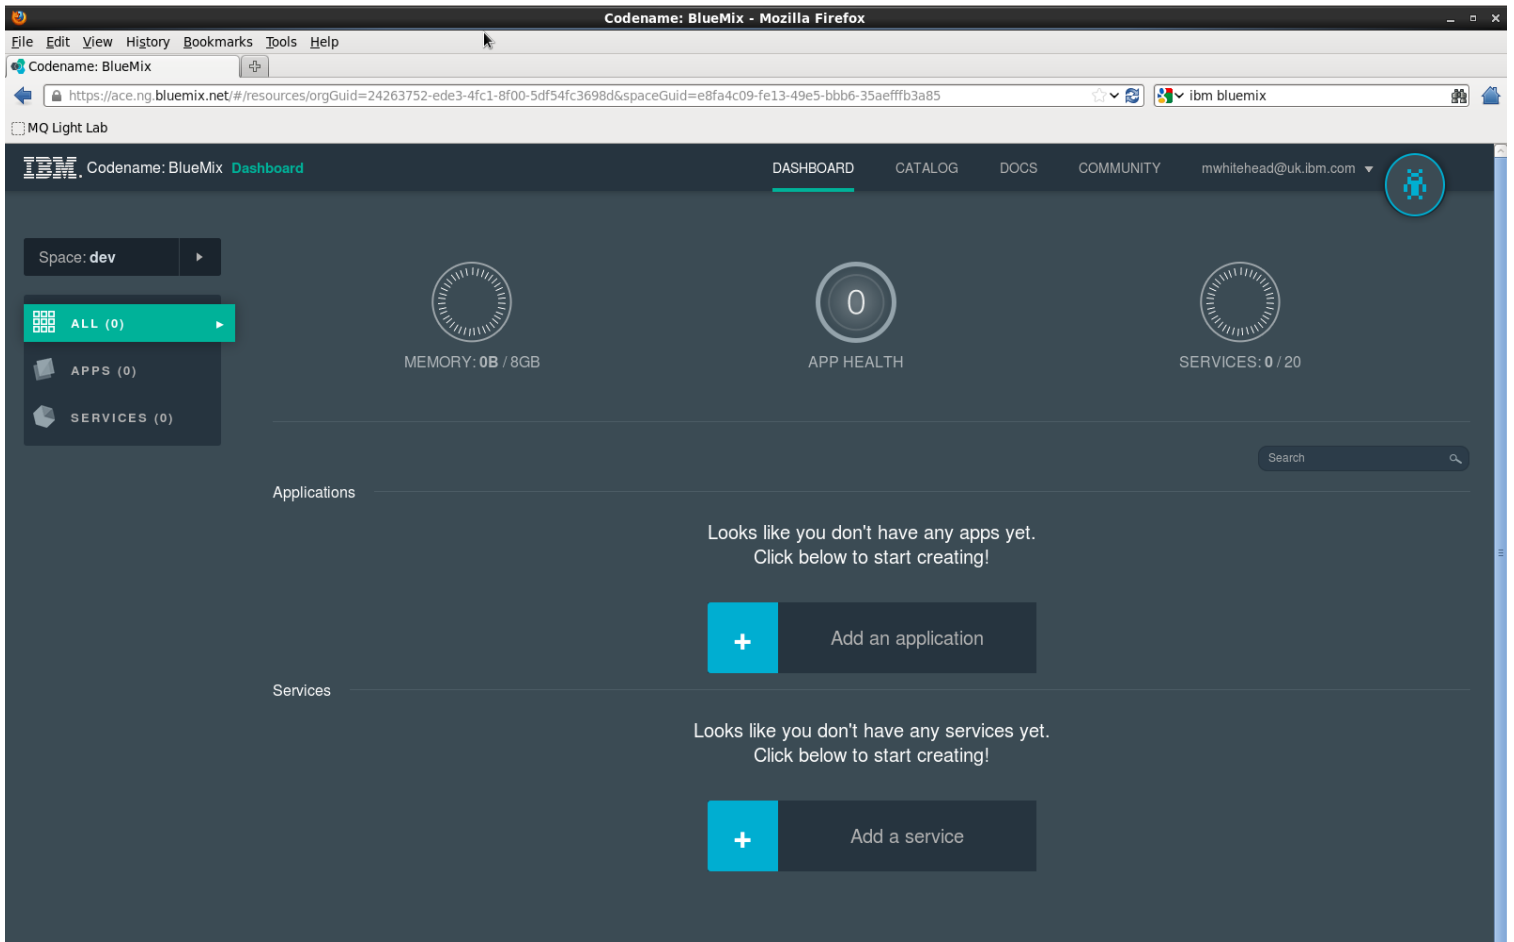 Codename: BlueMix - Mozilla Firefox
File Edit View History Bookmarks Tools Help
Codename: BlueMix
https://ace.ng.bluemix.net/#/resources/orgGuid=24263752-ede3-4fc1-8f00-5df54fc3698d&spaceGuid=e8fa4c09-fe13-49e5-bbb6-35aefffb3a85 ibm bluemix
MQ Light Lab
IBM. Codename: BlueMix Dashboard DASHBOARD CATALOG DOCS COMMUNITY mwhitehead@uk.ibm.com
Space: dev
ALL (0)
APPS (0)
SERVICES (0)
0
MEMORY: 0B / 8GB APP HEALTH SERVICES: 0 / 20
Search
Applications
Looks like you don't have any apps yet.
Click below to start creating!
+ Add an application
Services
Looks like you don't have any services yet.
Click below to start creating!
+ Add a service